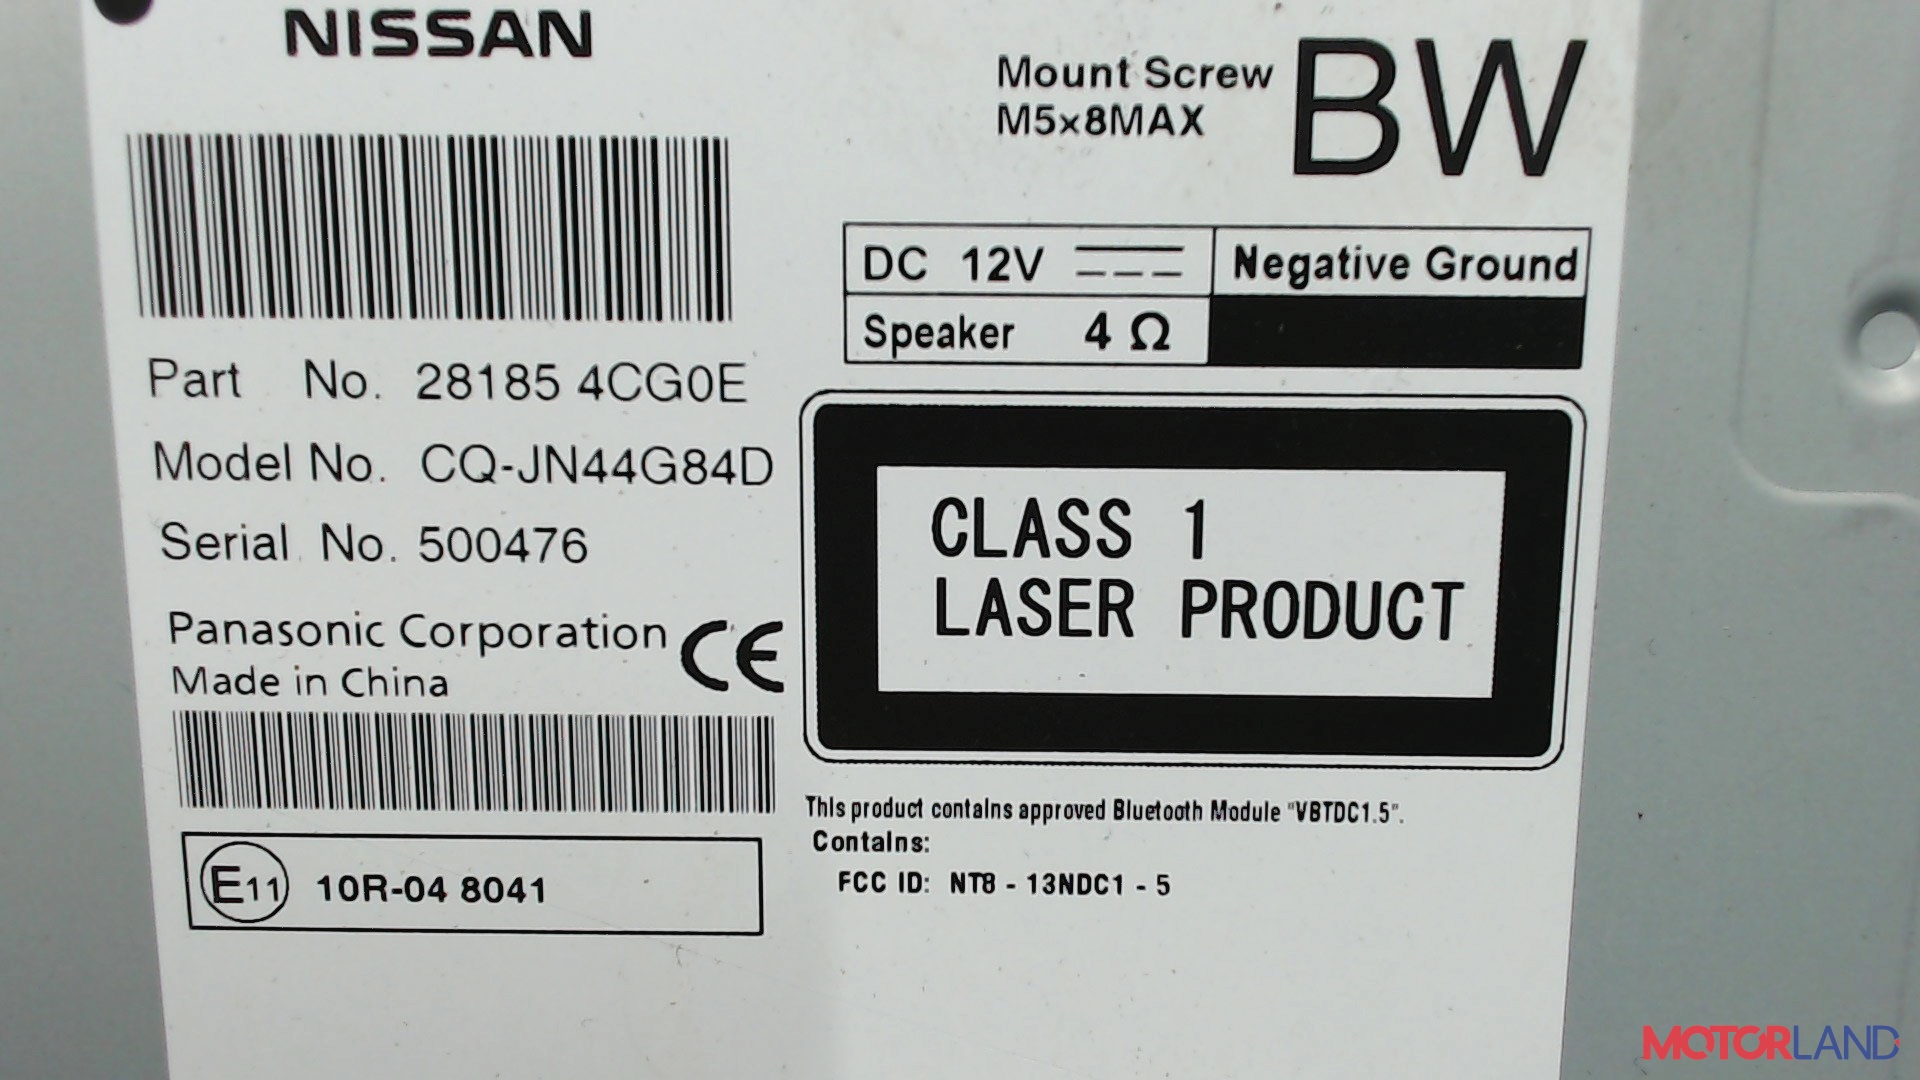 NISSAN
Mount Screw
M5x8MAX
BW
DC 12V
Negative Ground
Speaker 4 Ω
Part No. 28185 4CG0E
Model No. CQ-JN44G84D
Serial No. 500476
Panasonic Corporation
Made in China
CE
CLASS 1
LASER PRODUCT
E11 10R-04 8041
This product contains approved Bluetooth Module "VBTDC1.5".
Contains:
FCC ID: NT8 - 13NDC1 - 5
MOTORLAND